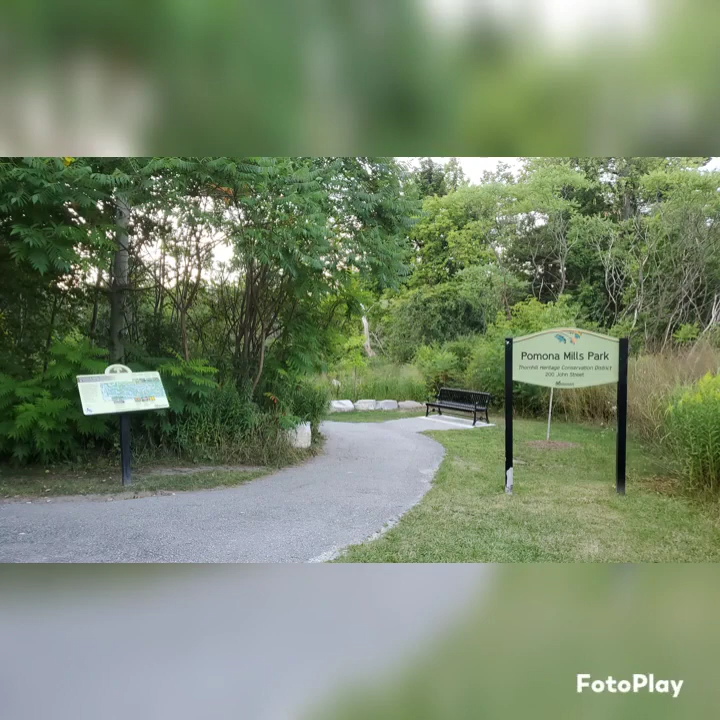 Pomona Mills Park
Thornhill Heritage Conservation District
200 John Street
FotoPlay